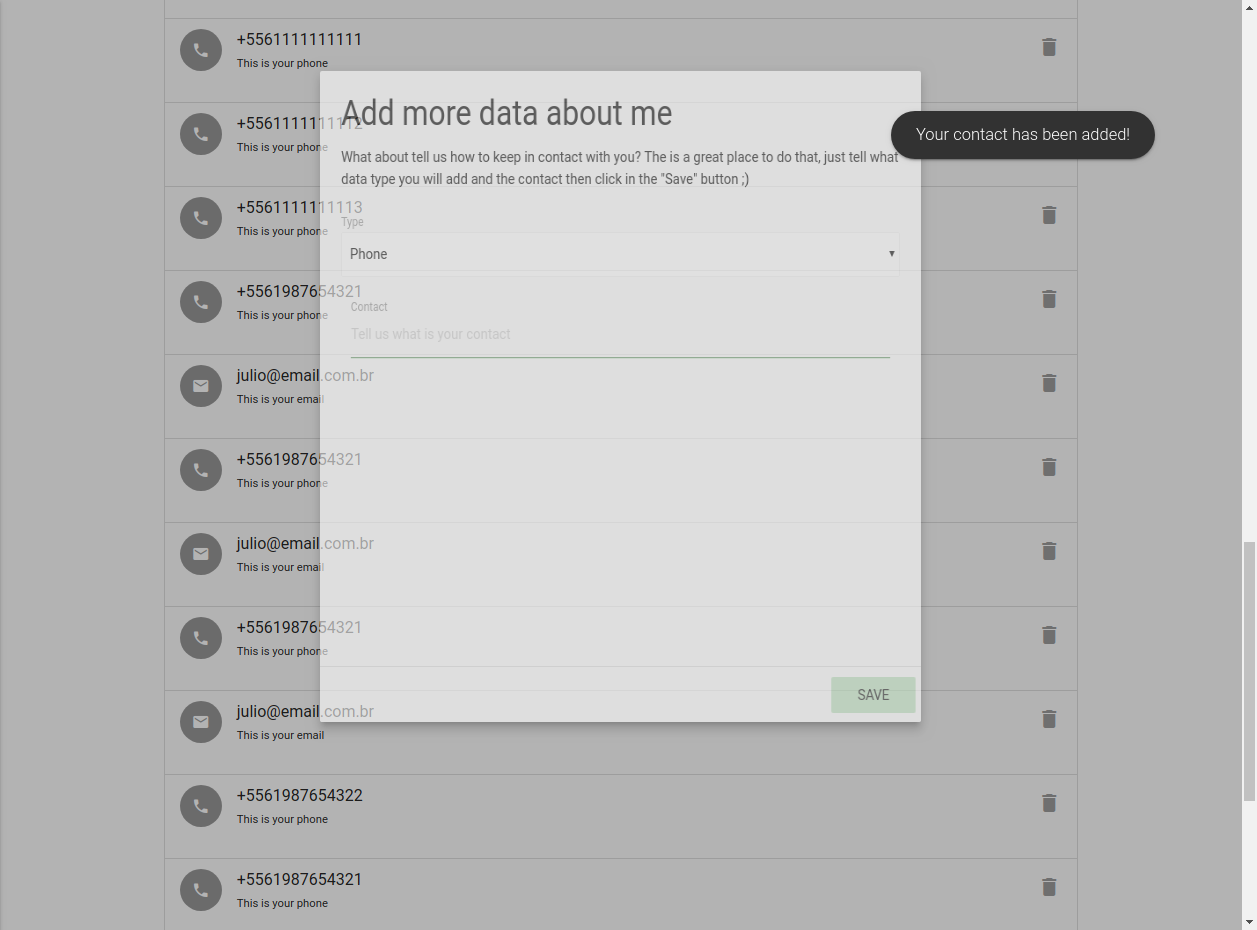 +5561111111111
This is your phone
Add more data about me
+5561111111112
Your contact has been added!
This is your phone
What about tell us how to keep in contact with you? The is a great place to do that, just tell what
data type you will add and the contact then click in the "Save" button ;)
+5561111111113
Type
This is your phone
Phone
+5561987654321
Contact
This is your phone
Tell us what is your contact
julio@email.com.br
This is your email
+5561987654321
This is your phone
julio@email.com.br
This is your email
+5561987654321
This is your phone
SAVE
julio@email.com.br
This is your email
+5561987654322
This is your phone
+5561987654321
This is your phone